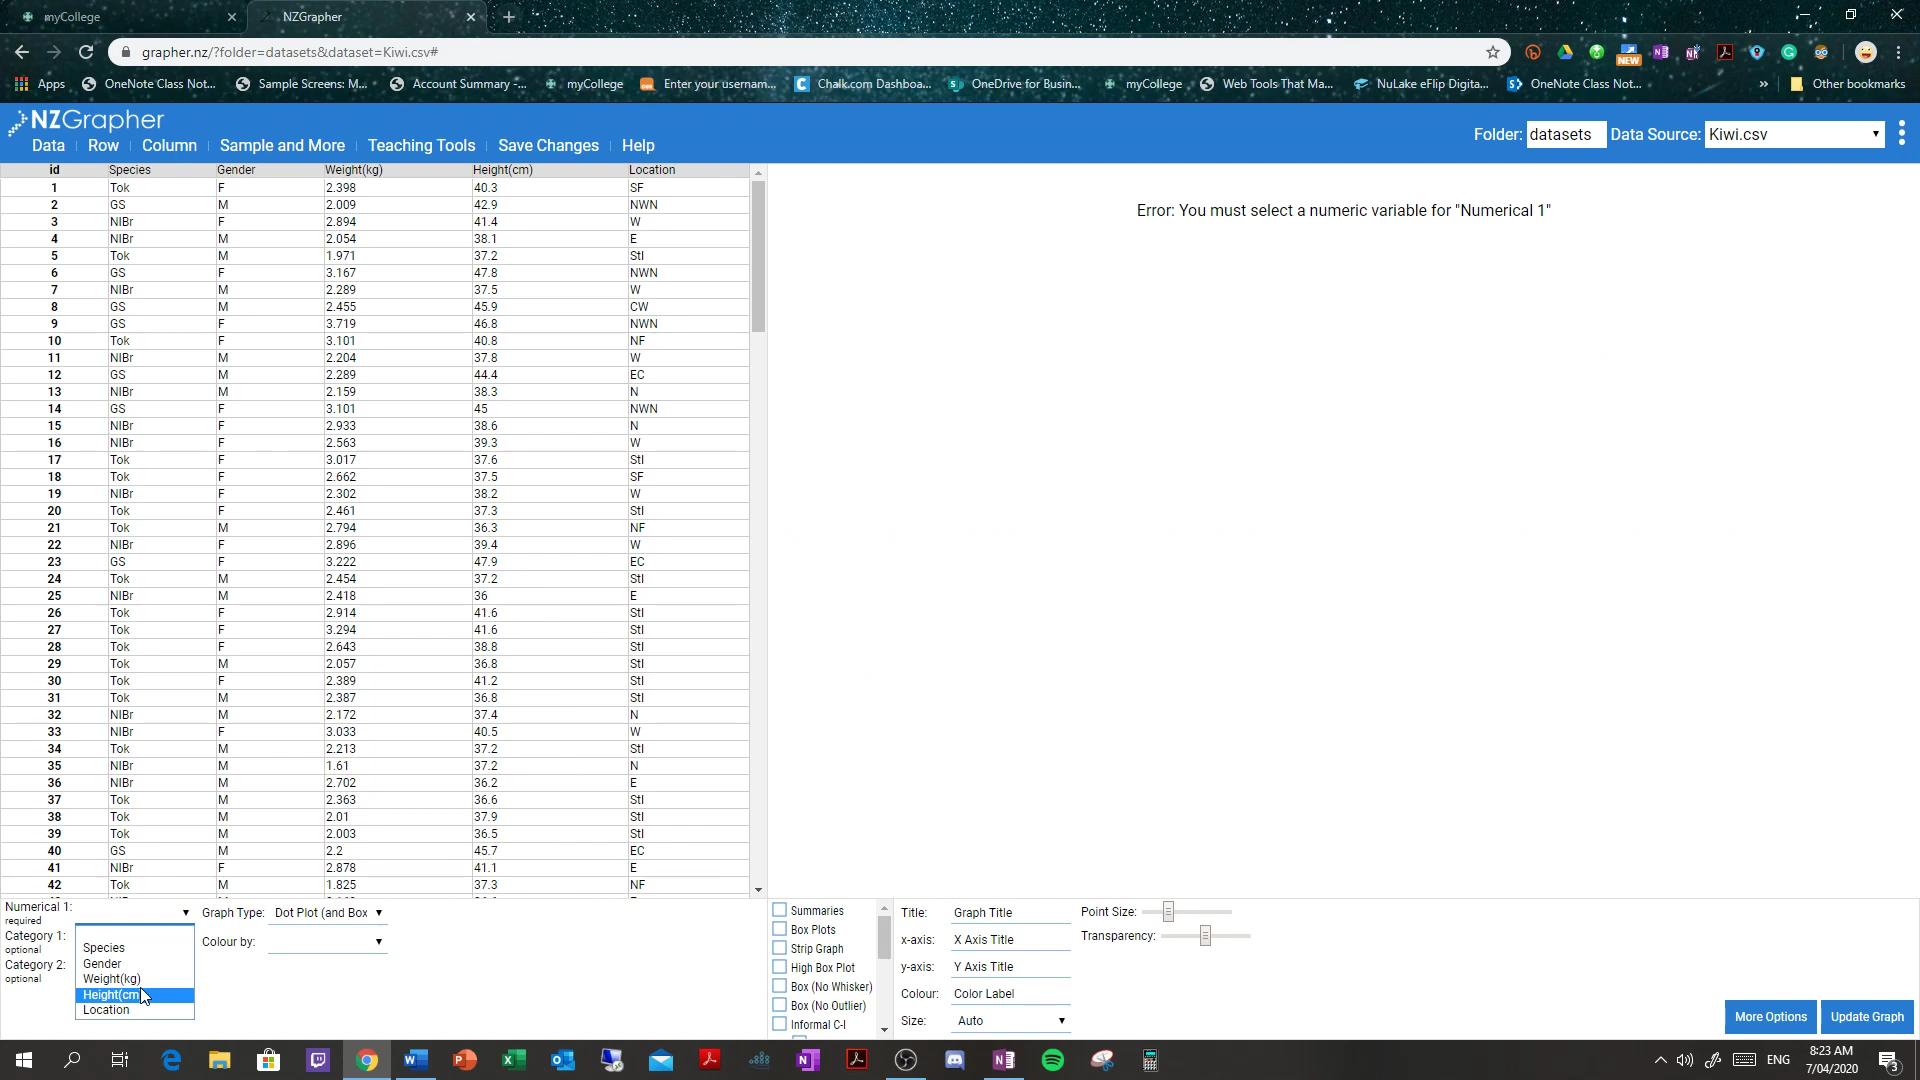 myCollege
NZGrapher
grapher.nz/?folder=datasets&dataset=Kiwi.csv#
NEW
Apps
OneNote Class Not...
Sample Screens: M...
Account Summary -...
myCollege
Enter your usernam...
Chalk.com Dashboa...
OneDrive for Busin...
myCollege
Web Tools That Ma...
NuLake eFlip Digita...
OneNote Class Not...
Other bookmarks
NZGrapher
Data Row Column Sample and More Teaching Tools Save Changes Help
Folder: datasets Data Source: Kiwi.csv
id Species Gender Weight(kg) Height(cm) Location
1 Tok F 2.398 40.3 SF
2 GS M 2.009 42.9 NWN
3 NIBr F 2.894 41.4 W
4 NIBr M 2.054 38.1 E
5 Tok M 1.971 37.2 StI
6 GS F 3.167 47.8 NWN
7 NIBr M 2.289 37.5 W
8 GS M 2.455 45.9 CW
9 GS F 3.719 46.8 NWN
10 Tok F 3.101 40.8 NF
11 NIBr M 2.204 37.8 W
12 GS M 2.289 44.4 EC
13 NIBr M 2.159 38.3 N
14 GS F 3.101 45 NWN
15 NIBr F 2.933 38.6 N
16 NIBr F 2.563 39.3 W
17 Tok F 3.017 37.6 StI
18 Tok F 2.662 37.5 SF
19 NIBr F 2.302 38.2 W
20 Tok F 2.461 37.3 StI
21 Tok M 2.794 36.3 NF
22 NIBr F 2.896 39.4 W
23 GS F 3.222 47.9 EC
24 Tok M 2.454 37.2 StI
25 NIBr M 2.418 36 E
26 Tok F 2.914 41.6 StI
27 Tok F 3.294 41.6 StI
28 Tok F 2.643 38.8 StI
29 Tok M 2.057 36.8 StI
30 Tok F 2.389 41.2 StI
31 Tok M 2.387 36.8 StI
32 NIBr M 2.172 37.4 N
33 NIBr F 3.033 40.5 W
34 Tok M 2.213 37.2 StI
35 NIBr M 1.61 37.2 N
36 NIBr M 2.702 36.2 E
37 Tok M 2.363 36.6 StI
38 Tok M 2.01 37.9 StI
39 Tok M 2.003 36.5 StI
40 GS M 2.2 45.7 EC
41 NIBr F 2.878 41.1 E
42 Tok M 1.825 37.3 NF
Error: You must select a numeric variable for "Numerical 1"
Numerical 1:
required
Category 1:
optional
Category 2:
optional
Species
Gender
Weight(kg)
Height(cm
Location
Graph Type: Dot Plot (and Box
Colour by:
Summaries
Box Plots
Strip Graph
High Box Plot
Box (No Whisker)
Box (No Outlier)
Informal C-I
Title: Graph Title
x-axis: X Axis Title
y-axis: Y Axis Title
Colour: Color Label
Size: Auto
Point Size:
Transparency:
More Options
Update Graph
ENG
8:23 AM
7/04/2020
3